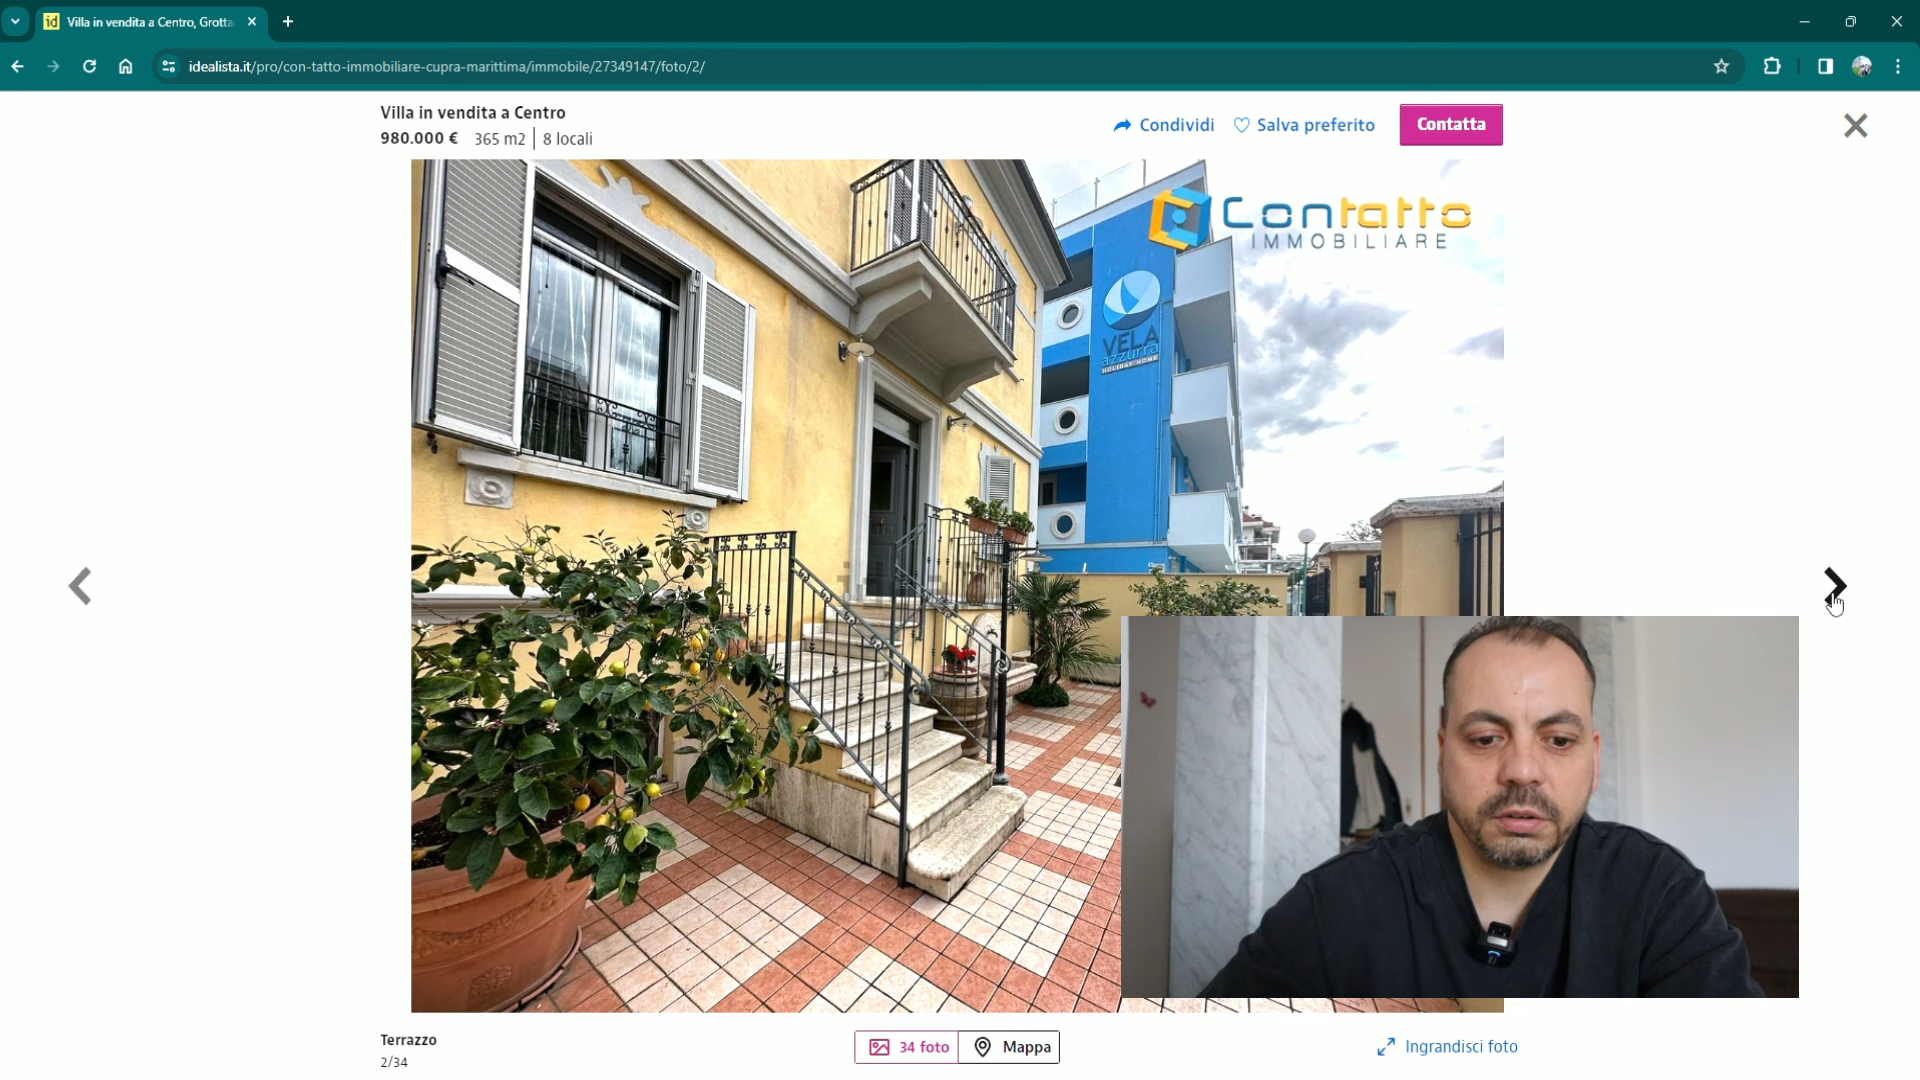 Villa in vendita a Centro, Grotta
idealista.it/pro/con-tatto-immobiliare-cupra-marittima/immobile/27349147/foto/2/
Villa in vendita a Centro
980.000 € 365 m2 8 locali
Condividi Salva preferito Contatta
Contatto
IMMOBILIARE
VELA
azzurra
HOLIDAY HOME
Terrazzo
2/34
34 foto Mappa
Ingrandisci foto